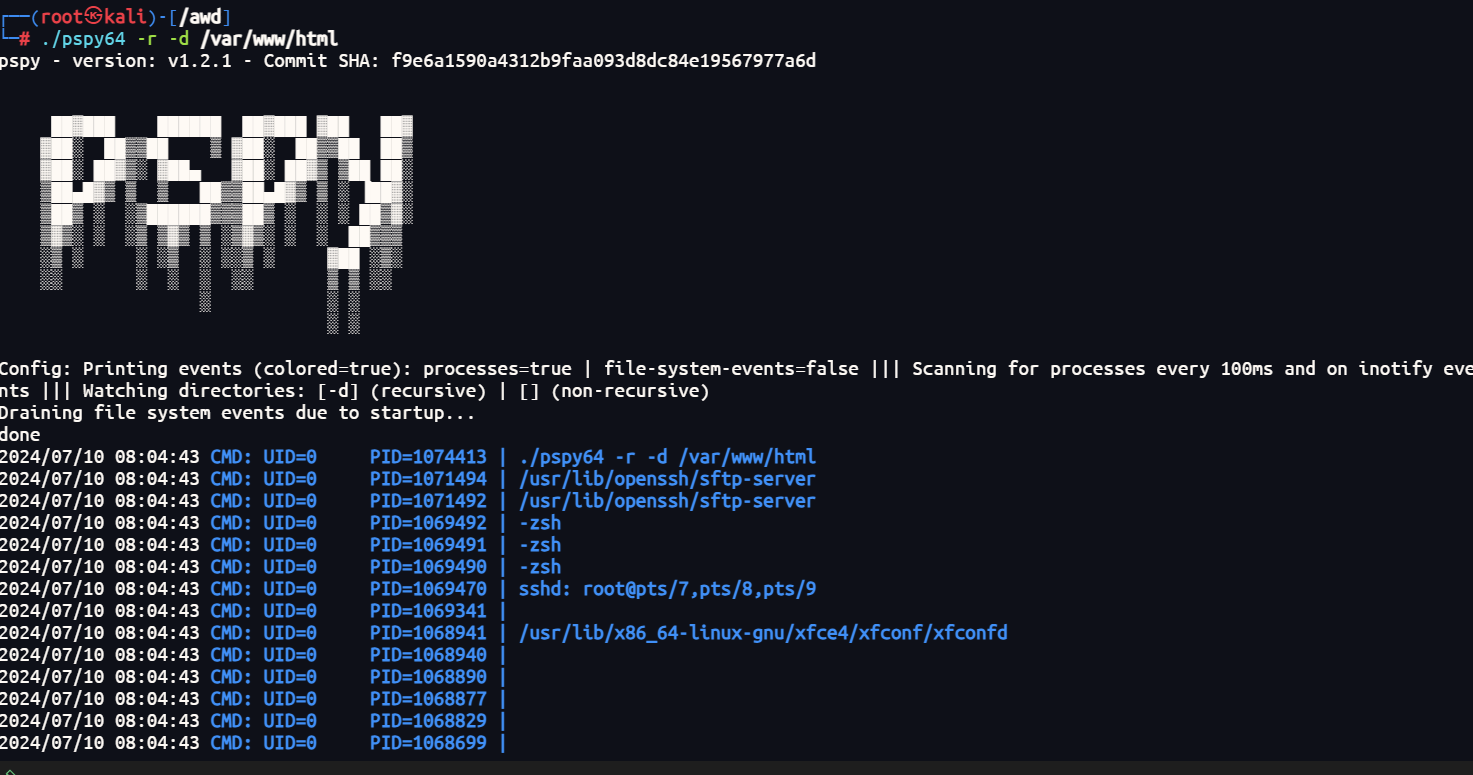 ┌──(root㉿kali)-[/awd]
└─# ./pspy64 -r -d /var/www/html
pspy - version: v1.2.1 - Commit SHA: f9e6a1590a4312b9faa093d8dc84e19567977a6d
Config: Printing events (colored=true): processes=true | file-system-events=false ||| Scanning for processes every 100ms and on inotify eve
nts ||| Watching directories: [-d] (recursive) | [] (non-recursive)
Draining file system events due to startup...
done
2024/07/10 08:04:43 CMD: UID=0     PID=1074413 | ./pspy64 -r -d /var/www/html
2024/07/10 08:04:43 CMD: UID=0     PID=1071494 | /usr/lib/openssh/sftp-server
2024/07/10 08:04:43 CMD: UID=0     PID=1071492 | /usr/lib/openssh/sftp-server
2024/07/10 08:04:43 CMD: UID=0     PID=1069492 | -zsh
2024/07/10 08:04:43 CMD: UID=0     PID=1069491 | -zsh
2024/07/10 08:04:43 CMD: UID=0     PID=1069490 | -zsh
2024/07/10 08:04:43 CMD: UID=0     PID=1069470 | sshd: root@pts/7,pts/8,pts/9
2024/07/10 08:04:43 CMD: UID=0     PID=1069341 |
2024/07/10 08:04:43 CMD: UID=0     PID=1068941 | /usr/lib/x86_64-linux-gnu/xfce4/xfconf/xfconfd
2024/07/10 08:04:43 CMD: UID=0     PID=1068940 |
2024/07/10 08:04:43 CMD: UID=0     PID=1068890 |
2024/07/10 08:04:43 CMD: UID=0     PID=1068877 |
2024/07/10 08:04:43 CMD: UID=0     PID=1068829 |
2024/07/10 08:04:43 CMD: UID=0     PID=1068699 |